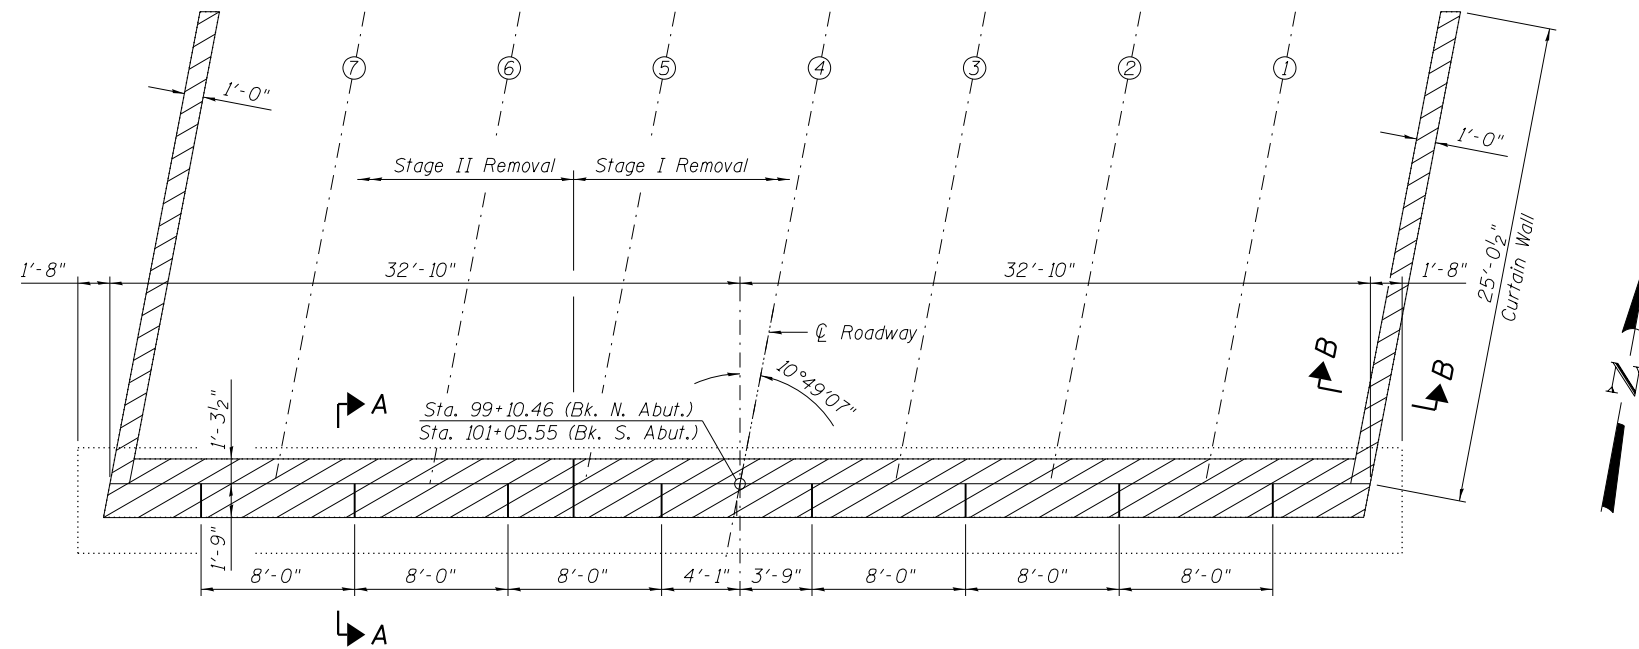 7 6 5 4 3 2 1
1'-0"
1'-0"
Stage II Removal
Stage I Removal
1'-8"
32'-10"
32'-10"
1'-8"
25'-0½"
Curtain Wall
℄ Roadway
10°49'07"
B
B
N
A
1'-3½"
Sta. 99+10.46 (Bk. N. Abut.)
Sta. 101+05.55 (Bk. S. Abut.)
1'-9"
8'-0" 8'-0" 8'-0" 4'-1" 3'-9" 8'-0" 8'-0" 8'-0"
A